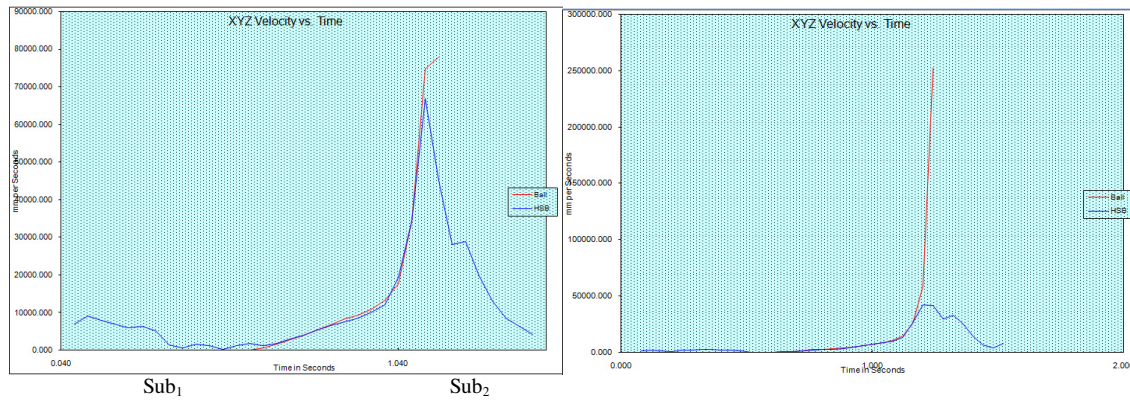 XYZ Velocity vs. Time
90000.000
80000.000
70000.000
60000.000
50000.000
40000.000
30000.000
20000.000
10000.000
0.000
mm per Seconds
Ball
HSB
0.040
1.040
Time in Seconds
XYZ Velocity vs. Time
300000.000
250000.000
200000.000
150000.000
100000.000
50000.000
0.000
mm per Seconds
Ball
HSB
0.000
1.000
2.000
Time in Seconds
Sub₁
Sub₂